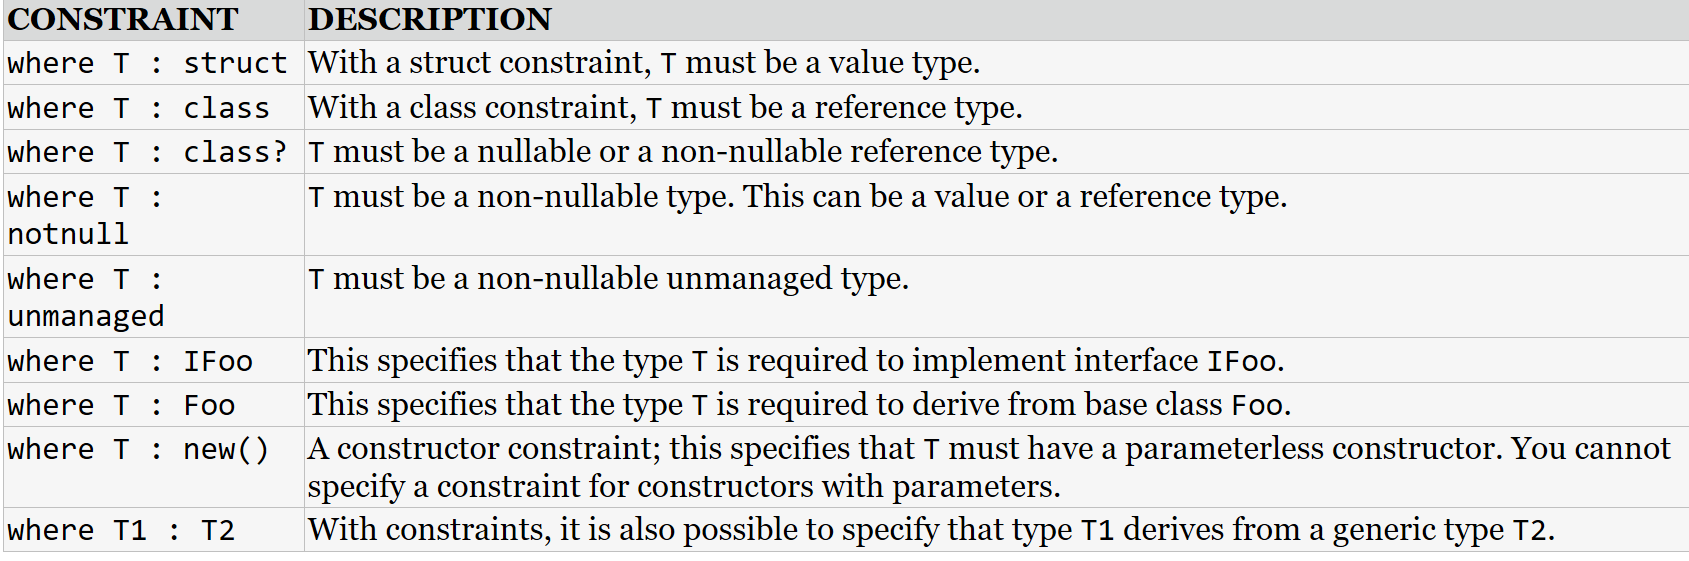 CONSTRAINT DESCRIPTION
where T : struct With a struct constraint, T must be a value type.
where T : class With a class constraint, T must be a reference type.
where T : class? T must be a nullable or a non-nullable reference type.
where T : T must be a non-nullable type. This can be a value or a reference type.
notnull
where T : T must be a non-nullable unmanaged type.
unmanaged
where T : IFoo This specifies that the type T is required to implement interface IFoo.
where T : Foo This specifies that the type T is required to derive from base class Foo.
where T : new() A constructor constraint; this specifies that T must have a parameterless constructor. You cannot
specify a constraint for constructors with parameters.
where T1 : T2 With constraints, it is also possible to specify that type T1 derives from a generic type T2.